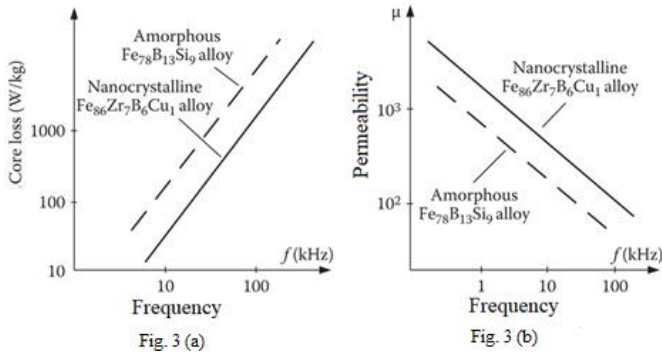 Amorphous
Fe78B13Si9 alloy
Nanocrystalline
Fe86Zr7B6Cu1 alloy
Core loss (W/kg)
1000
100
10
10
100
f (kHz)
Frequency
Fig. 3 (a)
μ
Nanocrystalline
Fe86Zr7B6Cu1 alloy
Permeability
10³
10²
Amorphous
Fe78B13Si9 alloy
1
10
100
f (kHz)
Frequency
Fig. 3 (b)